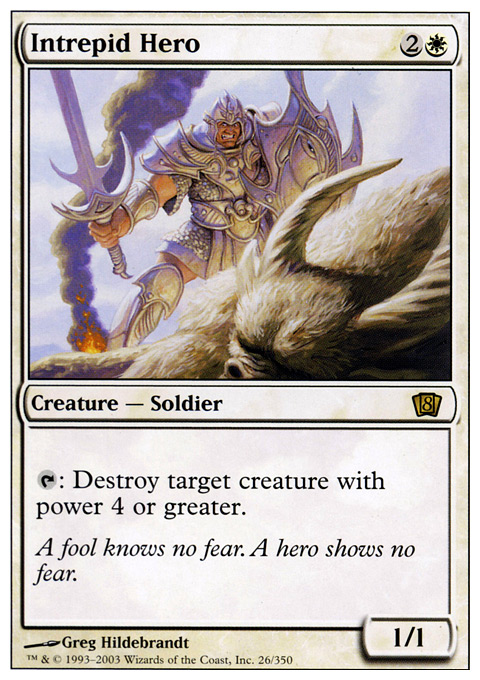 Intrepid Hero 2
Creature — Soldier 8
: Destroy target creature with
power 4 or greater.
A fool knows no fear. A hero shows no
fear.
Greg Hildebrandt
1/1
™ & © 1993–2003 Wizards of the Coast, Inc. 26/350